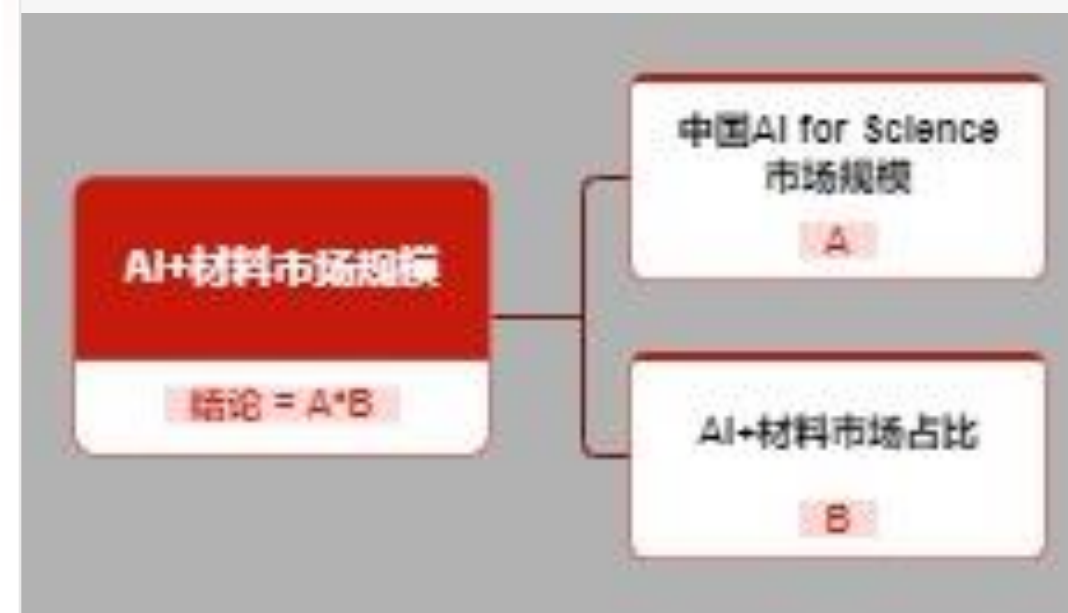 AI+材料市场规模
结论 = A*B
中国AI for Science
市场规模
A
AI+材料市场占比
B